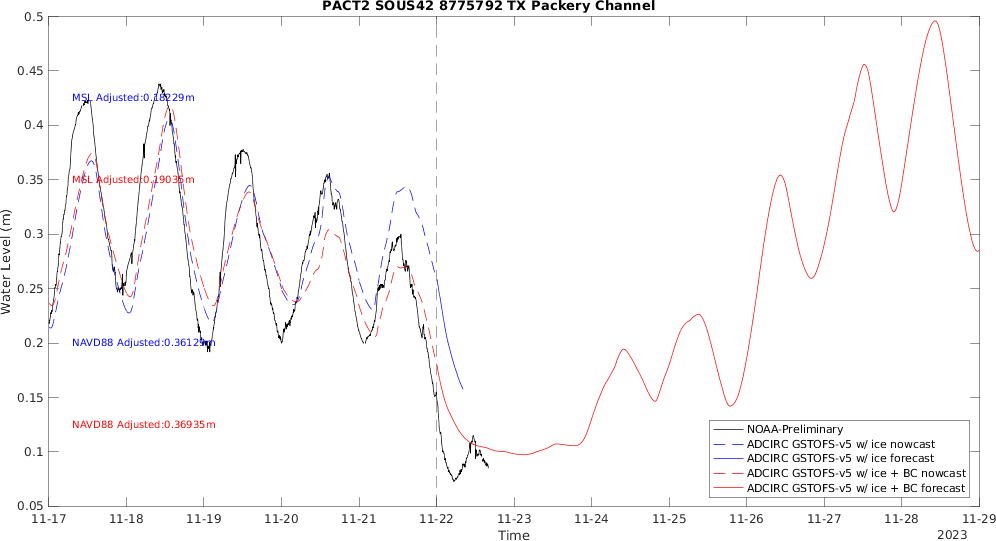 PACT2 SOUS42 8775792 TX Packery Channel
Water Level (m)
0.5
0.45
0.4
0.35
0.3
0.25
0.2
0.15
0.1
0.05
MSL Adjusted:0.18229m
MSL Adjusted:0.19035m
NAVD88 Adjusted:0.36129m
NAVD88 Adjusted:0.36935m
NOAA-Preliminary
ADCIRC GSTOFS-v5 w/ ice nowcast
ADCIRC GSTOFS-v5 w/ ice forecast
ADCIRC GSTOFS-v5 w/ ice + BC nowcast
ADCIRC GSTOFS-v5 w/ ice + BC forecast
11-17 11-18 11-19 11-20 11-21 11-22 11-23 11-24 11-25 11-26 11-27 11-28 11-29
Time
2023